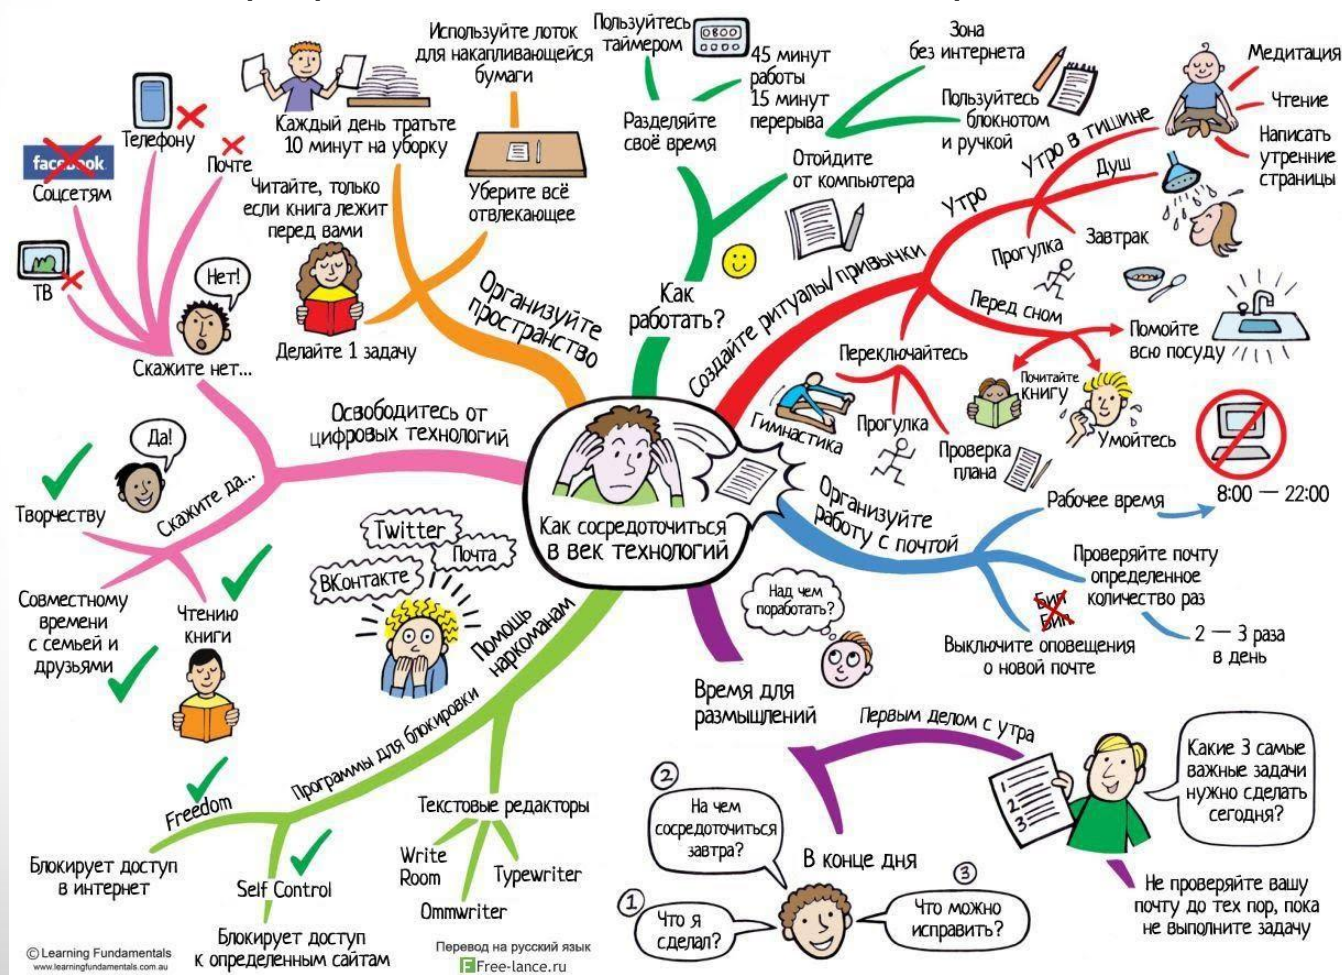 Как сосредоточиться
в век технологий
Как
работать?
Разделяйте
своё время
Пользуйтесь
таймером
45 минут
работы
15 минут
перерыва
Отойдите
от компьютера
Зона
без интернета
Пользуйтесь
блокнотом
и ручкой
Создайте ритуалы/привычки
Утро
Утро в тишине
Медитация
Чтение
Написать
утренние
страницы
Душ
Завтрак
Прогулка
Перед сном
Помойте
всю посуду
Почитайте
книгу
Умойтесь
Переключайтесь
Гимнастика
Прогулка
Проверка
плана
Организуйте
работу с почтой
Рабочее время
8:00 — 22:00
Проверяйте почту
определенное
количество раз
2 — 3 раза
в день
Бип
Бип
Выключите оповещения
о новой почте
Время для
размышлений
Над чем
поработать?
Первым делом с утра
1
2
3
Какие 3 самые
важные задачи
нужно сделать
сегодня?
Не проверяйте вашу
почту до тех пор, пока
не выполните задачу
В конце дня
1
Что я
сделал?
2
На чем
сосредоточиться
завтра?
3
Что можно
исправить?
Помощь
наркоманам
Twitter
Почта
ВКонтакте
Текстовые редакторы
Write
Room
Ommwriter
Typewriter
Программы для блокировки
Freedom
Блокирует доступ
в интернет
Self Control
Блокирует доступ
к определенным сайтам
Освободитесь от
цифровых технологий
Скажите да...
Да!
Творчеству
Совместному
времени
с семьей и
друзьями
Чтению
книги
Скажите нет...
Нет!
ТВ
facebook
Соцсетям
Телефону
Почте
Организуйте
пространство
Каждый день тратьте
10 минут на уборку
Используйте лоток
для накапливающейся
бумаги
Уберите всё
отвлекающее
Читайте, только
если книга лежит
перед вами
Делайте 1 задачу
0800
© Learning Fundamentals
www.learningfundamentals.com.au
Перевод на русский язык
Free-lance.ru